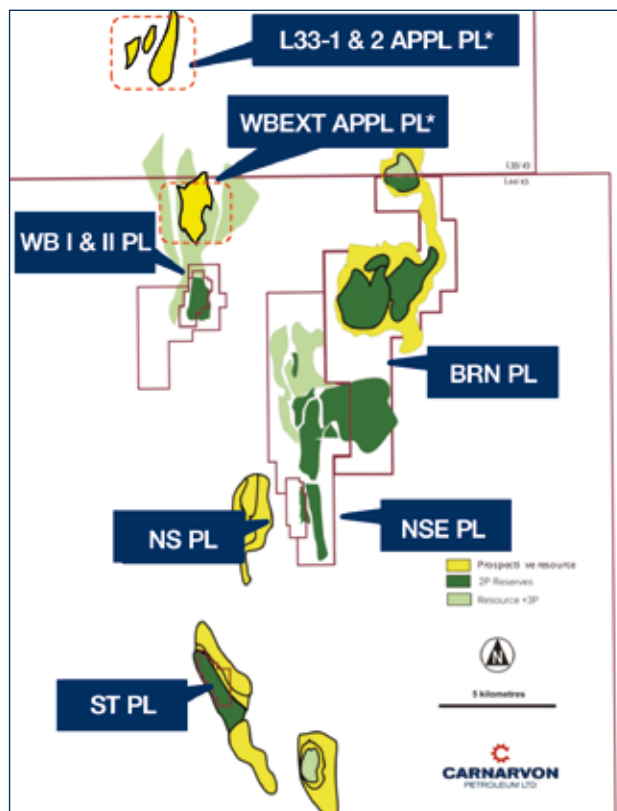 L33-1 & 2 APPL PL*
WBEXT APPL PL*
L33/43
L44/43
WB I & II PL
BRN PL
NS PL
NSE PL
Prospecti ve resource
2P Reserves
Resource +3P
N
5 kilometres
ST PL
CARNARVON
PETROLEUM LTD